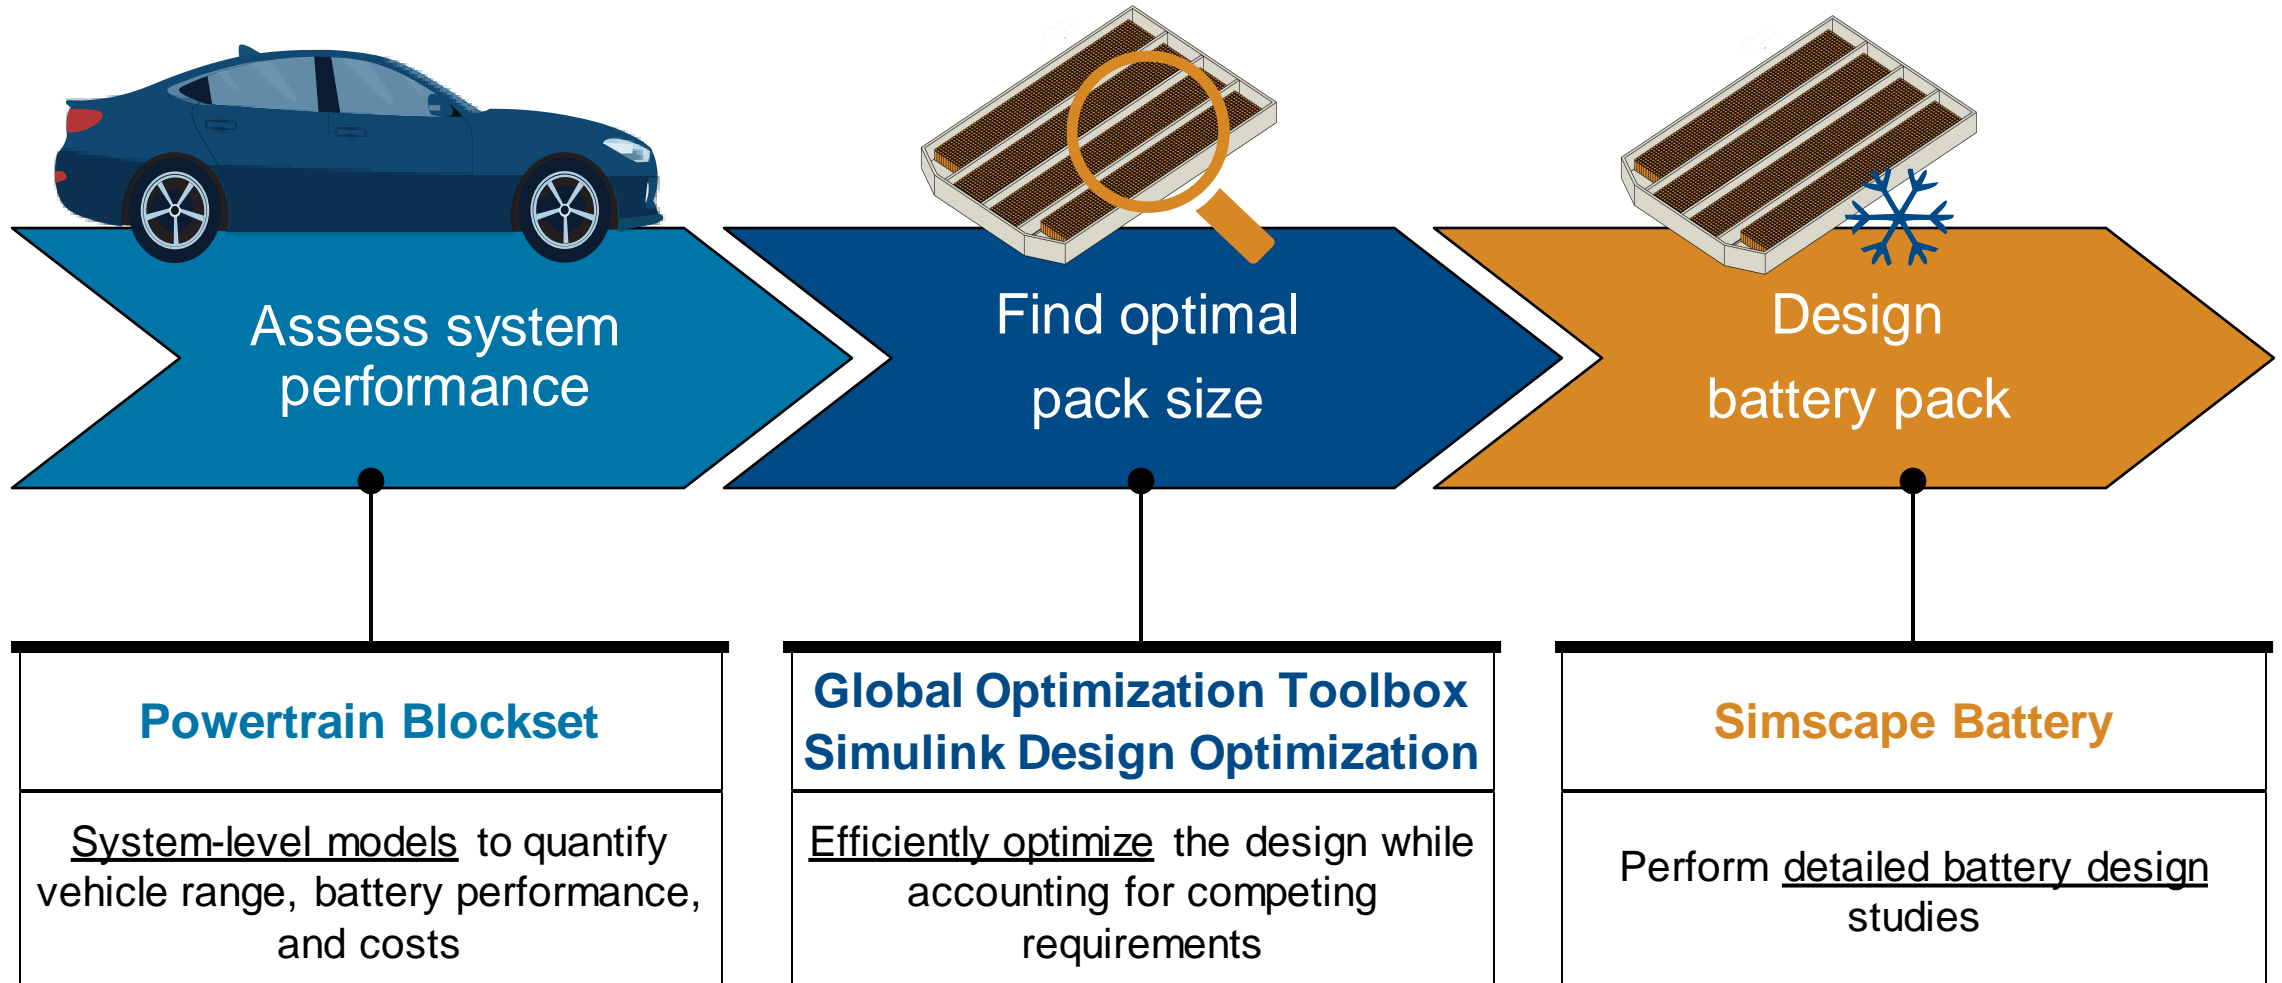 Assess system
performance
Find optimal
pack size
Design
battery pack
Powertrain Blockset
System-level models to quantify
vehicle range, battery performance,
and costs
Global Optimization Toolbox
Simulink Design Optimization
Efficiently optimize the design while
accounting for competing
requirements
Simscape Battery
Perform detailed battery design
studies